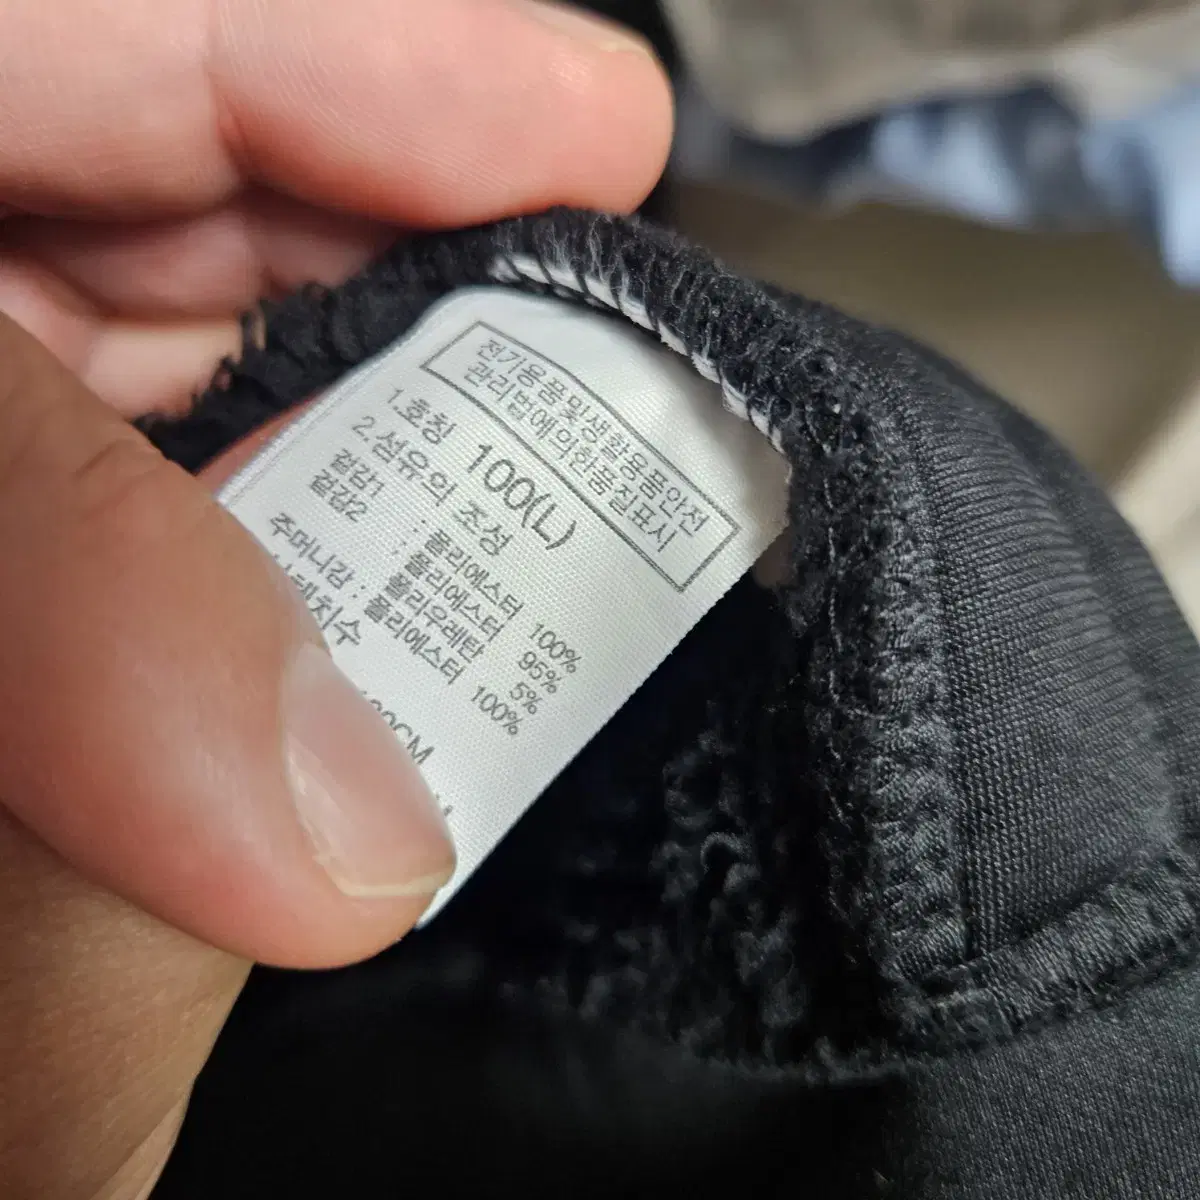 전기용품및생활용품안전
관리법에의한품질표시
1.호칭 100(L)
2.섬유의 조성
겉감1 : 폴리에스터 100%
겉감2 : 폴리에스터 95%
폴리우레탄 5%
주머니감 : 폴리에스터 100%
치수
CM